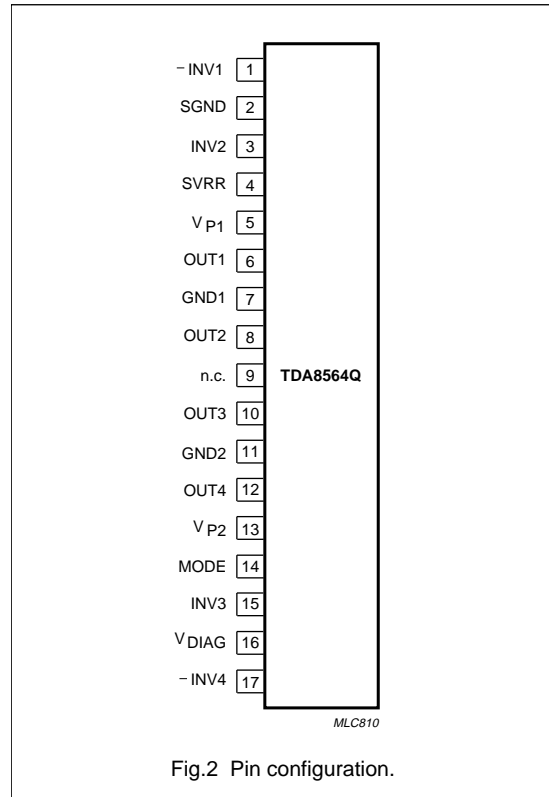 −INV1 1
SGND 2
INV2 3
SVRR 4
VP1 5
OUT1 6
GND1 7
OUT2 8
n.c. 9 TDA8564Q
OUT3 10
GND2 11
OUT4 12
VP2 13
MODE 14
INV3 15
VDIAG 16
−INV4 17
MLC810
Fig.2 Pin configuration.